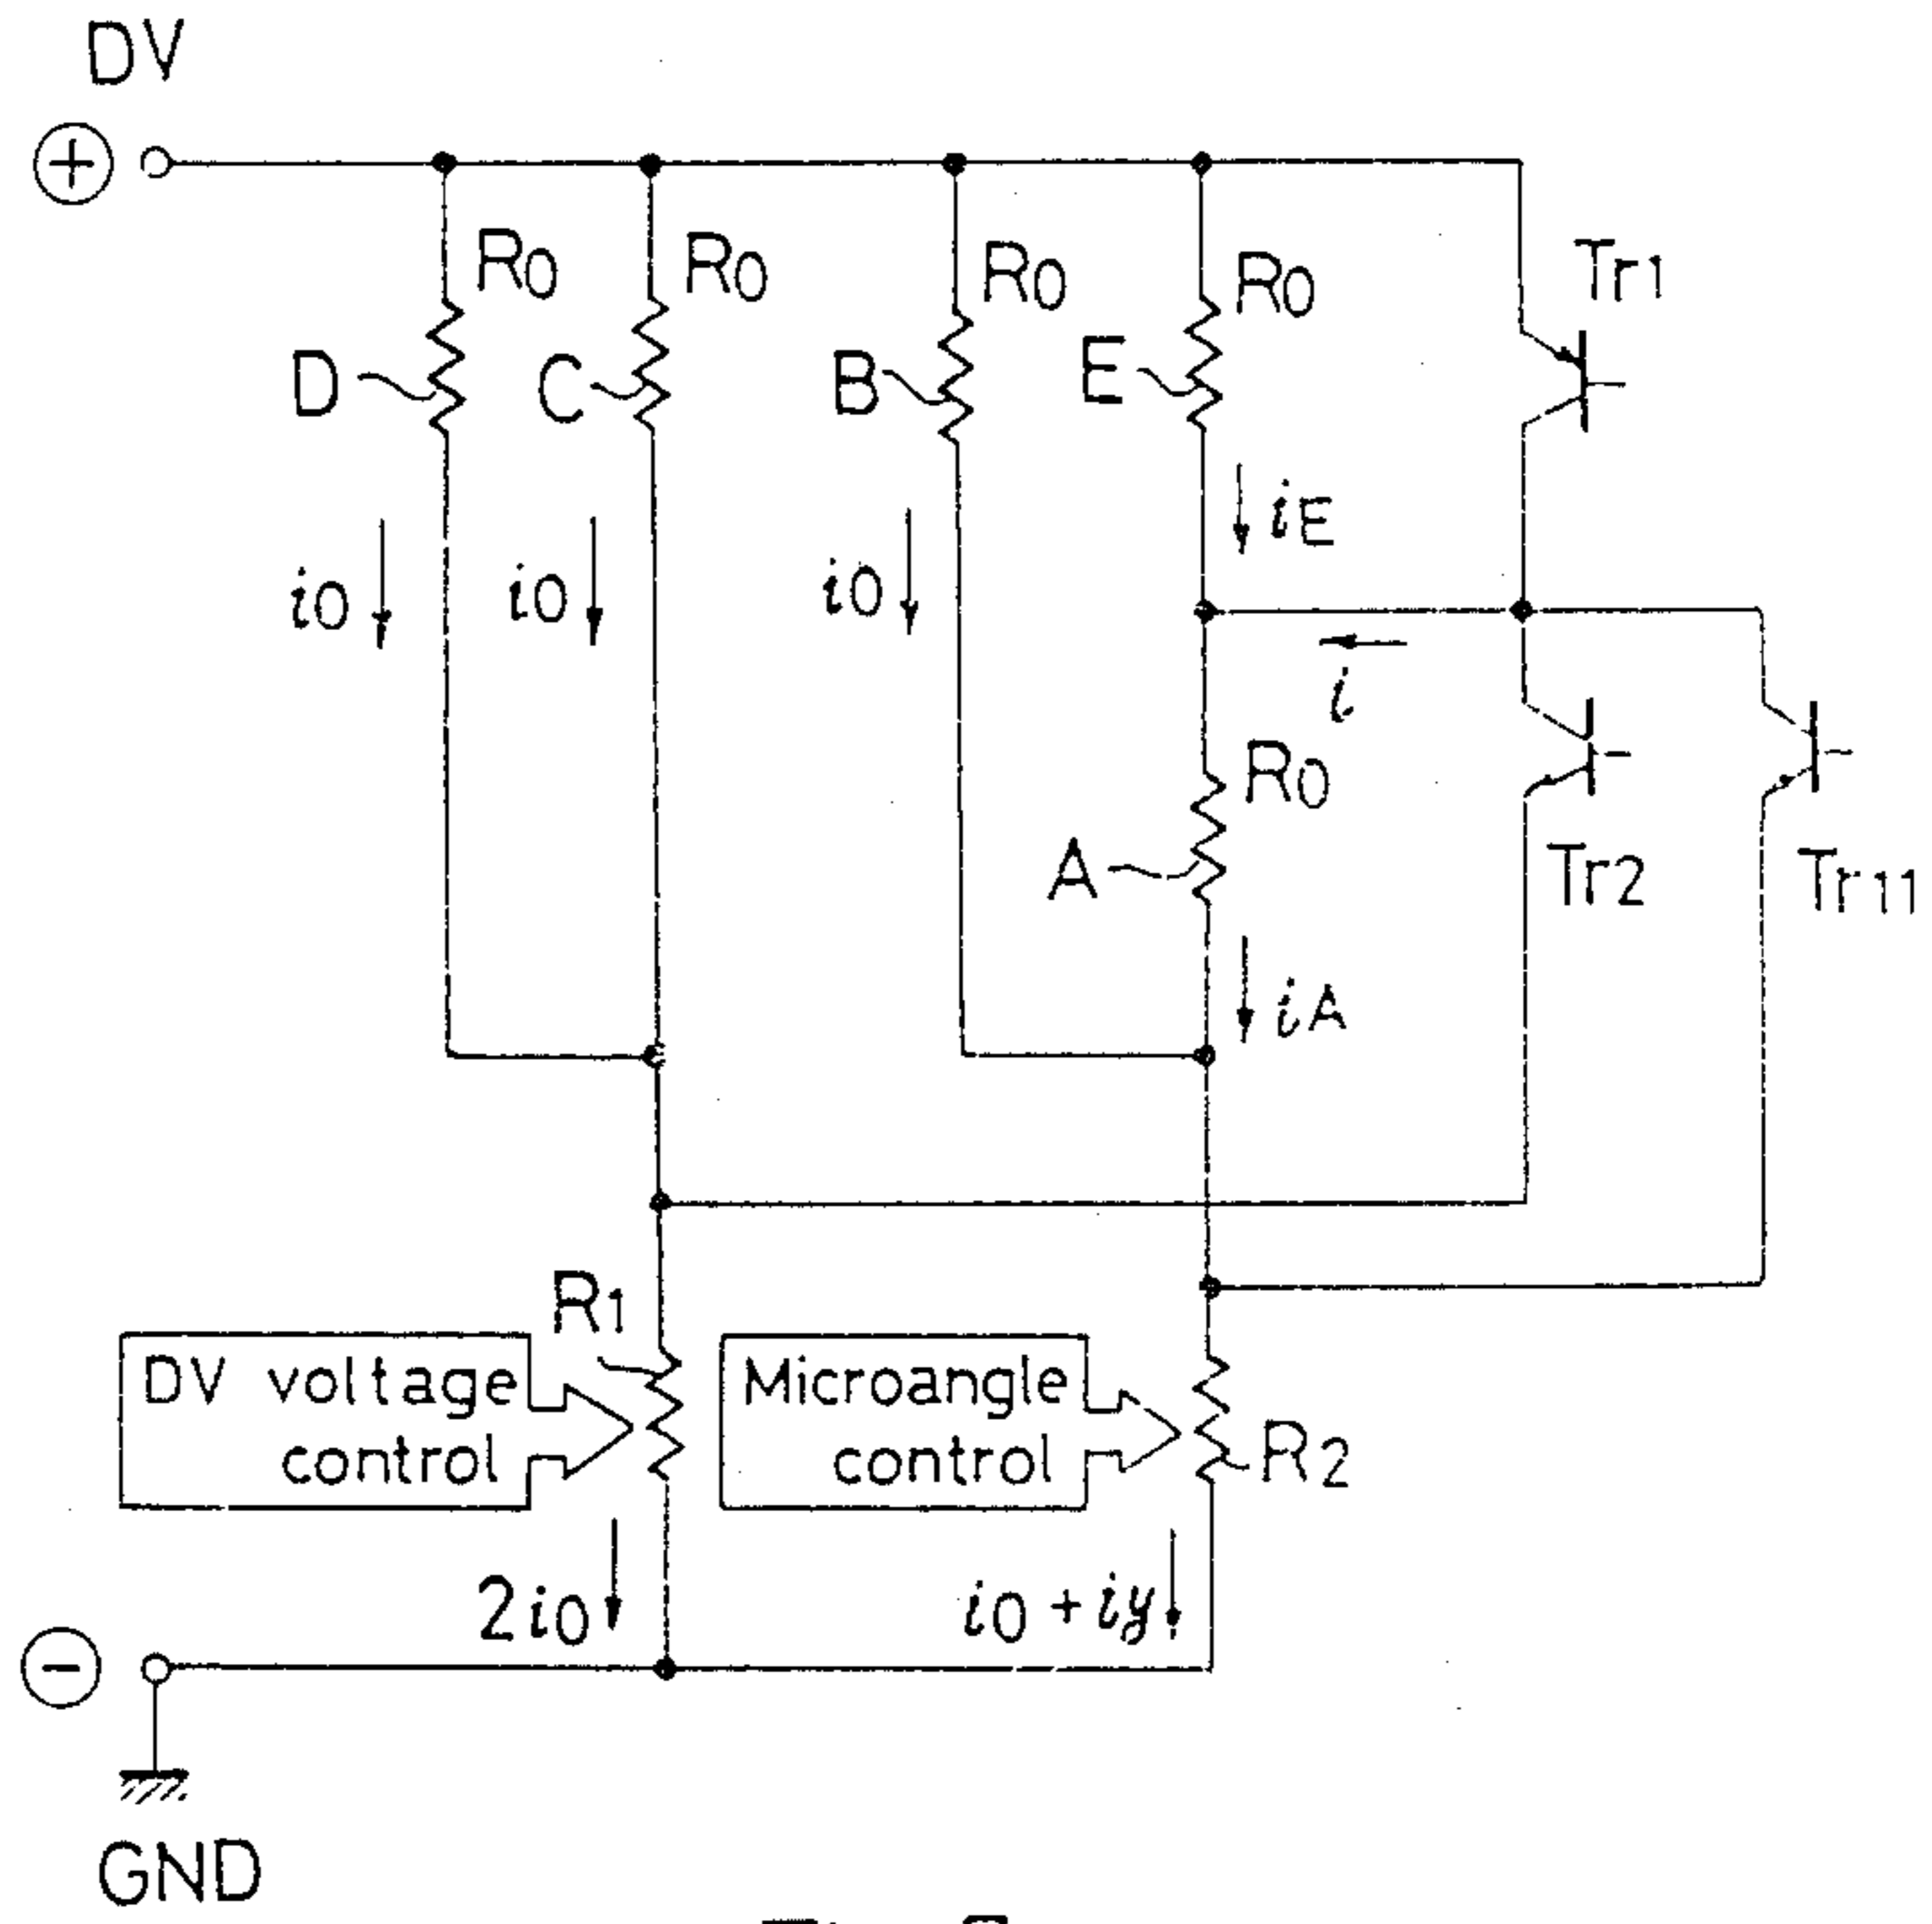 DV
+
R0
R0
R0
R0
Tr1
D
C
B
E
iE
i0
i0
i0
i
R0
A
Tr2
Tr11
iA
R1
DV voltage
control
Microangle
control
R2
2i0
i0 + iy
-
GND